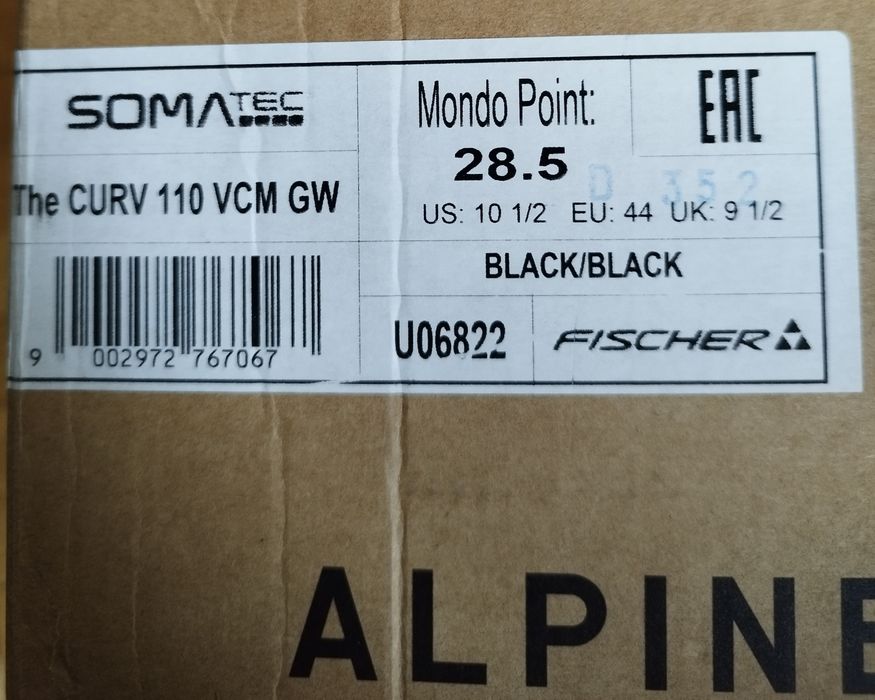 SOMATEC
Mondo Point:
EAC
28.5
D 352
The CURV 110 VCM GW
US: 10 1/2 EU: 44 UK: 9 1/2
BLACK/BLACK
9 002972 767067
U06822
FISCHER
ALPINE